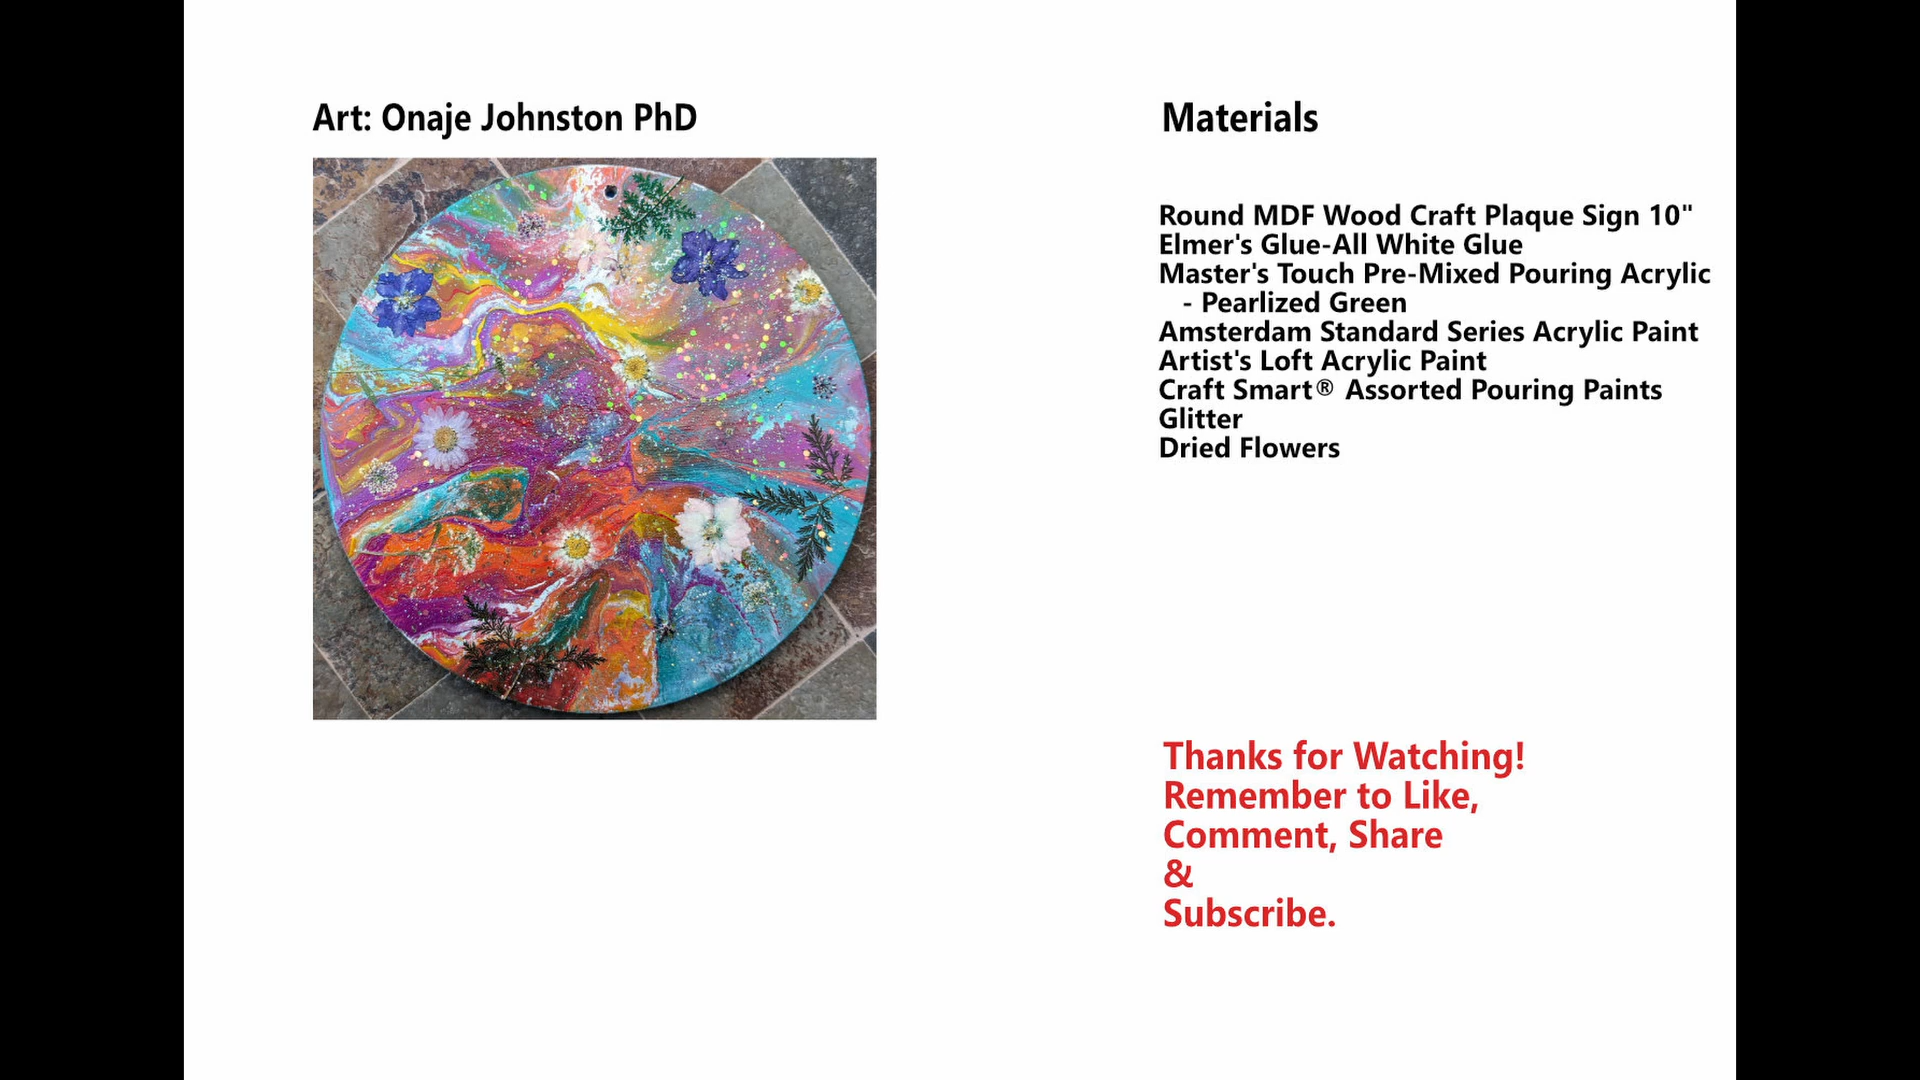 Art: Onaje Johnston PhD
Materials
Round MDF Wood Craft Plaque Sign 10"
Elmer's Glue-All White Glue
Master's Touch Pre-Mixed Pouring Acrylic
- Pearlized Green
Amsterdam Standard Series Acrylic Paint
Artist's Loft Acrylic Paint
Craft Smart® Assorted Pouring Paints
Glitter
Dried Flowers
Thanks for Watching!
Remember to Like,
Comment, Share
&
Subscribe.